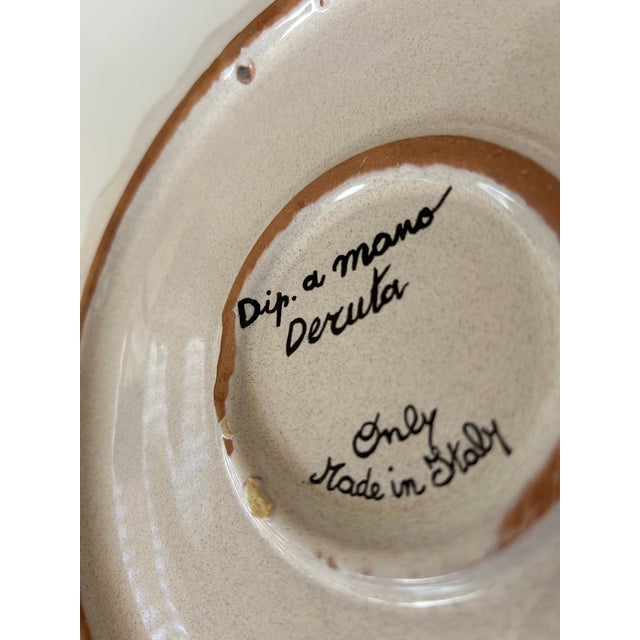 Dip. a mano
Deruta
Only
Made in Italy